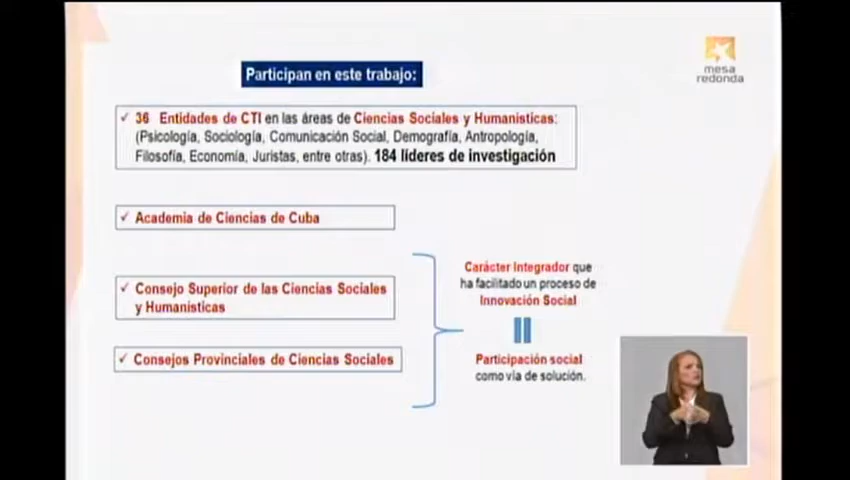 mesa
redonda
Participan en este trabajo:
✓ 36 Entidades de CTI en las áreas de Ciencias Sociales y Humanísticas:
(Psicología, Sociología, Comunicación Social, Demografía, Antropología,
Filosofía, Economía, Juristas, entre otras). 184 líderes de investigación
✓ Academia de Ciencias de Cuba
✓ Consejo Superior de las Ciencias Sociales
y Humanísticas
✓ Consejos Provinciales de Ciencias Sociales
Carácter Integrador que
ha facilitado un proceso de
Innovación Social
Participación social
como vía de solución.